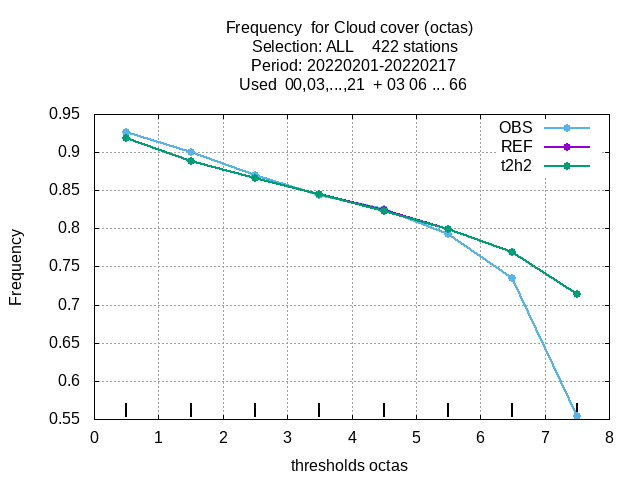 Frequency  for Cloud cover (octas)
Selection: ALL    422 stations
Period: 20220201-20220217
Used  00,03,...,21  + 03 06 ... 66
OBS
REF
t2h2
Frequency
0.95
0.9
0.85
0.8
0.75
0.7
0.65
0.6
0.55
0 1 2 3 4 5 6 7 8
thresholds octas